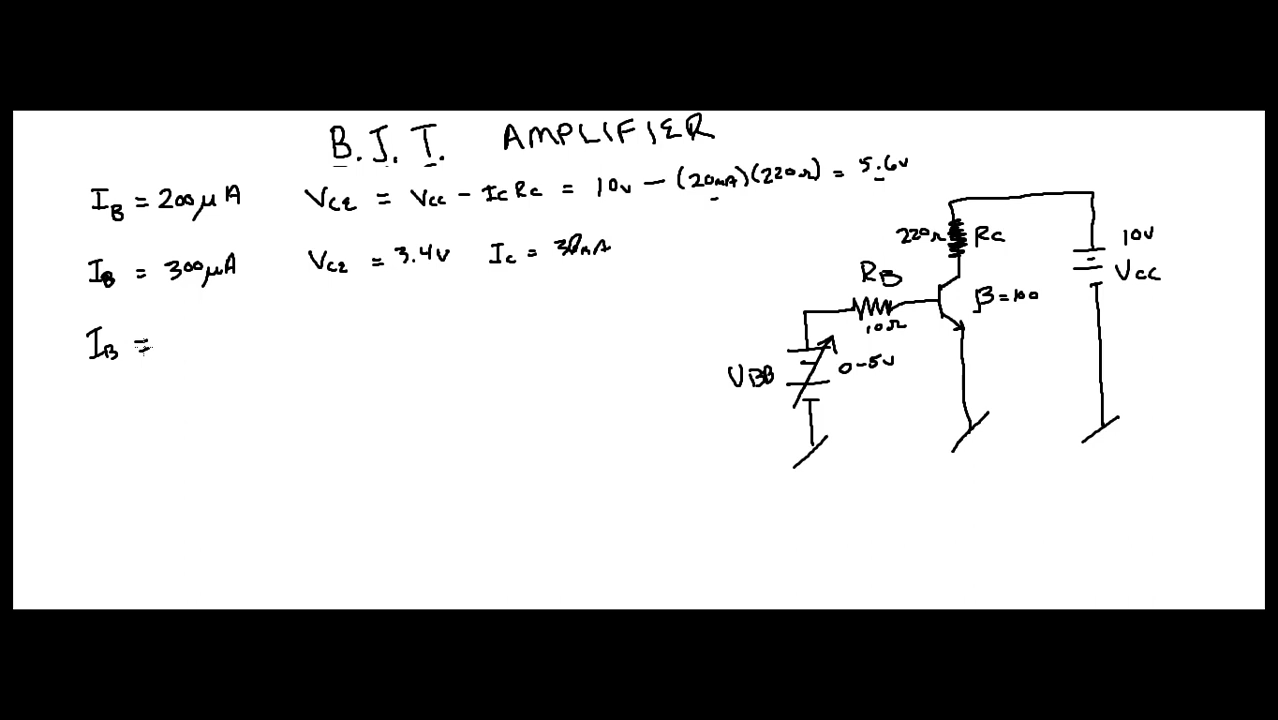 B.J.T. AMPLIFIER
I_B = 200μA V_CE = V_CC - I_C R_C = 10V - (20mA)(220Ω) = 5.6V
I_B = 300μA V_CE = 3.4V I_C = 30mA
I_B =
220Ω R_C
10V
V_CC
R_B
10Ω
β=100
V_BB
0-5V